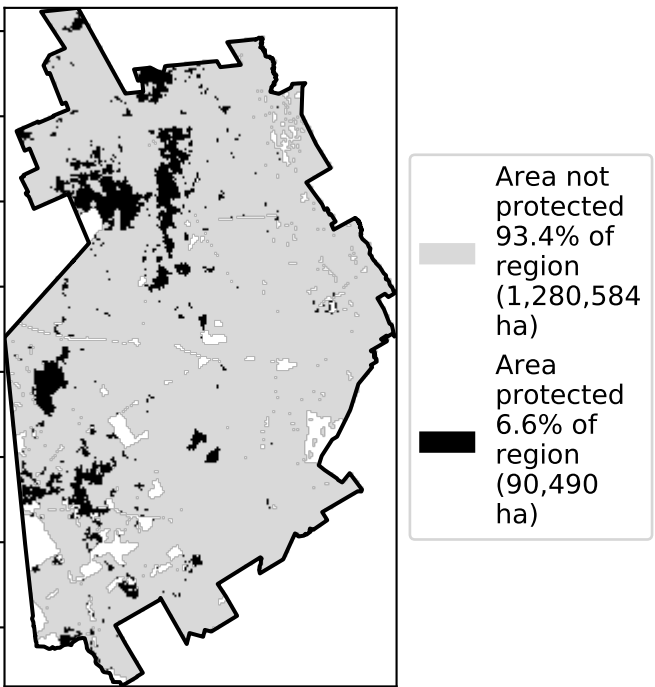 Area not
protected
93.4% of
region
(1,280,584
ha)
Area
protected
6.6% of
region
(90,490
ha)